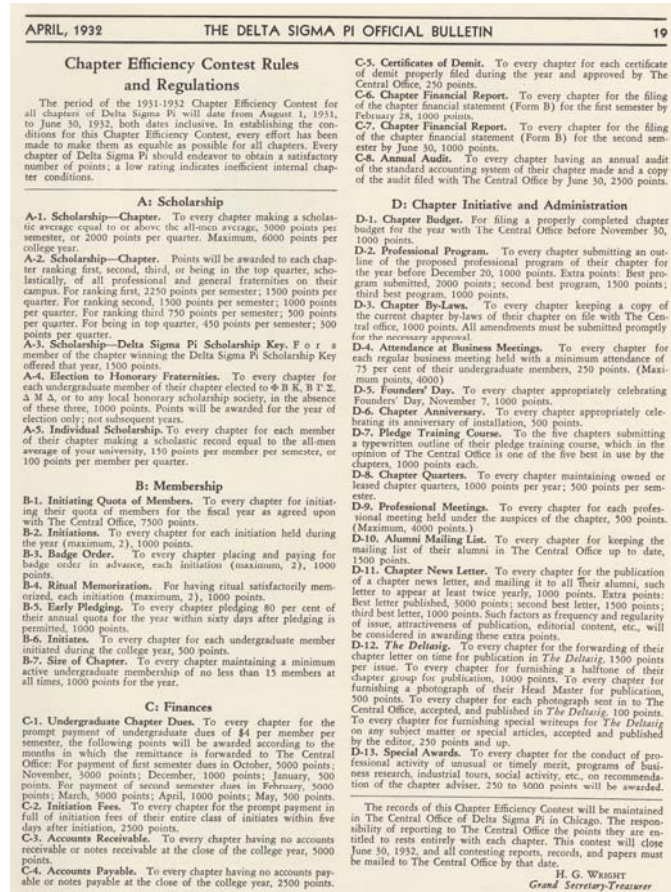 APRIL, 1932
THE DELTA SIGMA PI OFFICIAL BULLETIN
19
Chapter Efficiency Contest Rules
and Regulations
The period of the 1931-1932 Chapter Efficiency Contest for
all chapters of Delta Sigma Pi will date from August 1, 1931,
to June 30, 1932, both dates inclusive. In establishing the con-
ditions for this Chapter Efficiency Contest, every effort has been
made to make them as equable as possible for all chapters. Every
chapter of Delta Sigma Pi should endeavor to obtain a satisfactory
number of points; a low rating indicates inefficient internal chap-
ter conditions.
A: Scholarship
A-1. Scholarship—Chapter. To every chapter making a scholas-
tic average equal to or above the all-men average, 3000 points per
semester, or 2000 points per quarter. Maximum, 6000 points per
college year.
A-2. Scholarship—Chapter. Points will be awarded to each chap-
ter ranking first, second, third, or being in the top quarter, scho-
lastically, of all professional and general fraternities on their
campus. For ranking first, 2250 points per semester; 1500 points per
quarter. For ranking second, 1500 points per semester; 1000 points
per quarter. For ranking third 750 points per semester; 500 points
per quarter. For being in top quarter, 450 points per semester; 300
points per quarter.
A-3. Scholarship—Delta Sigma Pi Scholarship Key. For a
member of the chapter winning the Delta Sigma Pi Scholarship Key
offered that year, 1500 points.
A-4. Election to Honorary Fraternities. To every chapter for
each undergraduate member of their chapter elected to Φ B K, B Γ Σ,
Δ M Δ, or to any local honorary scholarship society, in the absence
of these three, 1000 points. Points will be awarded for the year of
election only; not subsequent years.
A-5. Individual Scholarship. To every chapter for each member
of their chapter making a scholastic record equal to the all-men
average of your university, 150 points per member per semester, or
100 points per member per quarter.
B: Membership
B-1. Initiating Quota of Members. To every chapter for initiat-
ing their quota of members for the fiscal year as agreed upon
with The Central Office, 7500 points.
B-2. Initiations. To every chapter for each initiation held during
the year (maximum, 2), 1000 points.
B-3. Badge Order. To every chapter placing and paying for
badge order in advance, each initiation (maximum, 2), 1000
points.
B-4. Ritual Memorization. For having ritual satisfactorily mem-
orized, each initiation (maximum, 2), 1000 points.
B-5. Early Pledging. To every chapter pledging 80 per cent of
their annual quota for the year within sixty days after pledging is
permitted, 1000 points.
B-6. Initiates. To every chapter for each undergraduate member
initiated during the college year, 500 points.
B-7. Size of Chapter. To every chapter maintaining a minimum
active undergraduate membership of no less than 15 members at
all times, 1000 points for the year.
C: Finances
C-1. Undergraduate Chapter Dues. To every chapter for the
prompt payment of undergraduate dues of $4 per member per
semester, the following points will be awarded according to the
months in which the remittance is forwarded to The Central
Office: For payment of first semester dues in October, 5000 points;
November, 3000 points; December, 1000 points; January, 500
points. For payment of second semester dues in February, 5000
points; March, 3000 points; April, 1000 points; May, 500 points.
C-2. Initiation Fees. To every chapter for the prompt payment in
full of initiation fees of their entire class of initiates within five
days after initiation, 2500 points.
C-3. Accounts Receivable. To every chapter having no accounts
receivable or notes receivable at the close of the college year, 5000
points.
C-4. Accounts Payable. To every chapter having no accounts pay-
able or notes payable at the close of the college year, 2500 points.
C-5. Certificates of Demit. To every chapter for each certificate
of demit properly filed during the year and approved by The
Central Office, 250 points.
C-6. Chapter Financial Report. To every chapter for the filing
of the chapter financial statement (Form B) for the first semester by
February 28, 1000 points.
C-7. Chapter Financial Report. To every chapter for the filing
of the chapter financial statement (Form B) for the second sem-
ester by June 30, 1000 points.
C-8. Annual Audit. To every chapter having an annual audit
of the standard accounting system of their chapter made and a copy
of the audit filed with The Central Office by June 30, 2500 points.
D: Chapter Initiative and Administration
D-1. Chapter Budget. For filing a properly completed chapter
budget for the year with The Central Office before November 30,
1000 points.
D-2. Professional Program. To every chapter submitting an out-
line of the proposed professional program of their chapter for
the year before December 20, 1000 points. Extra points: Best pro-
gram submitted, 2000 points; second best program, 1500 points;
third best program, 1000 points.
D-3. Chapter By-Laws. To every chapter keeping a copy of
the current chapter by-laws of their chapter on file with The Cen-
tral office, 1000 points. All amendments must be submitted promptly
for the necessary approval.
D-4. Attendance at Business Meetings. To every chapter for
each regular business meeting held with a minimum attendance of
75 per cent of their undergraduate members, 250 points. (Maxi-
mum points, 4000)
D-5. Founders' Day. To every chapter appropriately celebrating
Founders' Day, November 7, 1000 points.
D-6. Chapter Anniversary. To every chapter appropriately cele-
brating its anniversary of installation, 500 points.
D-7. Pledge Training Course. To the five chapters submitting
a typewritten outline of their pledge training course, which in the
opinion of The Central Office is one of the five best in use by the
chapters, 1000 points each.
D-8. Chapter Quarters. To every chapter maintaining owned or
leased chapter quarters, 1000 points per year; 500 points per sem-
ester.
D-9. Professional Meetings. To every chapter for each profes-
sional meeting held under the auspices of the chapter, 500 points.
(Maximum, 4000 points.)
D-10. Alumni Mailing List. To every chapter for keeping the
mailing list of their alumni in The Central Office up to date,
1500 points.
D-11. Chapter News Letter. To every chapter for the publication
of a chapter news letter, and mailing it to all their alumni, such
letter to appear at least twice yearly, 1000 points. Extra points:
Best letter published, 3000 points; second best letter, 1500 points;
third best letter, 1000 points. Such factors as frequency and regularity
of issue, attractiveness of publication, editorial content, etc., will
be considered in awarding these extra points.
D-12. The Deltasig. To every chapter for the forwarding of their
chapter letter on time for publication in The Deltasig, 1500 points
per issue. To every chapter for furnishing a halftone of their
chapter group for publication, 1000 points. To every chapter for
furnishing a photograph of their Head Master for publication,
500 points. To every chapter for each photograph sent in to The
Central Office, accepted, and published in The Deltasig, 100 points.
To every chapter for furnishing special writeups for The Deltasig
on any subject matter or special articles, accepted and published
by the editor, 250 points and up.
D-13. Special Awards. To every chapter for the conduct of pro-
fessional activity of unusual or timely merit, programs of busi-
ness research, industrial tours, social activity, etc., on recommenda-
tion of the chapter adviser, 250 to 3000 points will be awarded.
The records of this Chapter Efficiency Contest will be maintained
in The Central Office of Delta Sigma Pi in Chicago. The respon-
sibility of reporting to The Central Office the points they are en-
titled to rests entirely with each chapter. This contest will close
June 30, 1932, and all contesting reports, records, and papers must
be mailed to The Central Office by that date.
H. G. WRIGHT
Grand Secretary-Treasurer